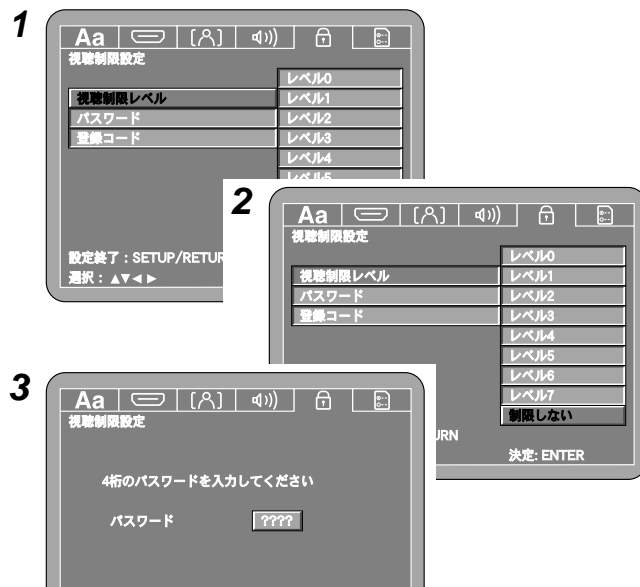 1
Aa
視聴制限設定
レベル0
視聴制限レベル レベル1
パスワード レベル2
登録コード レベル3
レベル4
レベル5
設定終了：SETUP/RETUR
選択：▲▼◀▶
2
Aa
視聴制限設定
レベル0
視聴制限レベル レベル1
パスワード レベル2
登録コード レベル3
レベル4
レベル5
レベル6
レベル7
制限しない
URN
決定: ENTER
3
Aa
視聴制限設定
4桁のパスワードを入力してください
パスワード ????